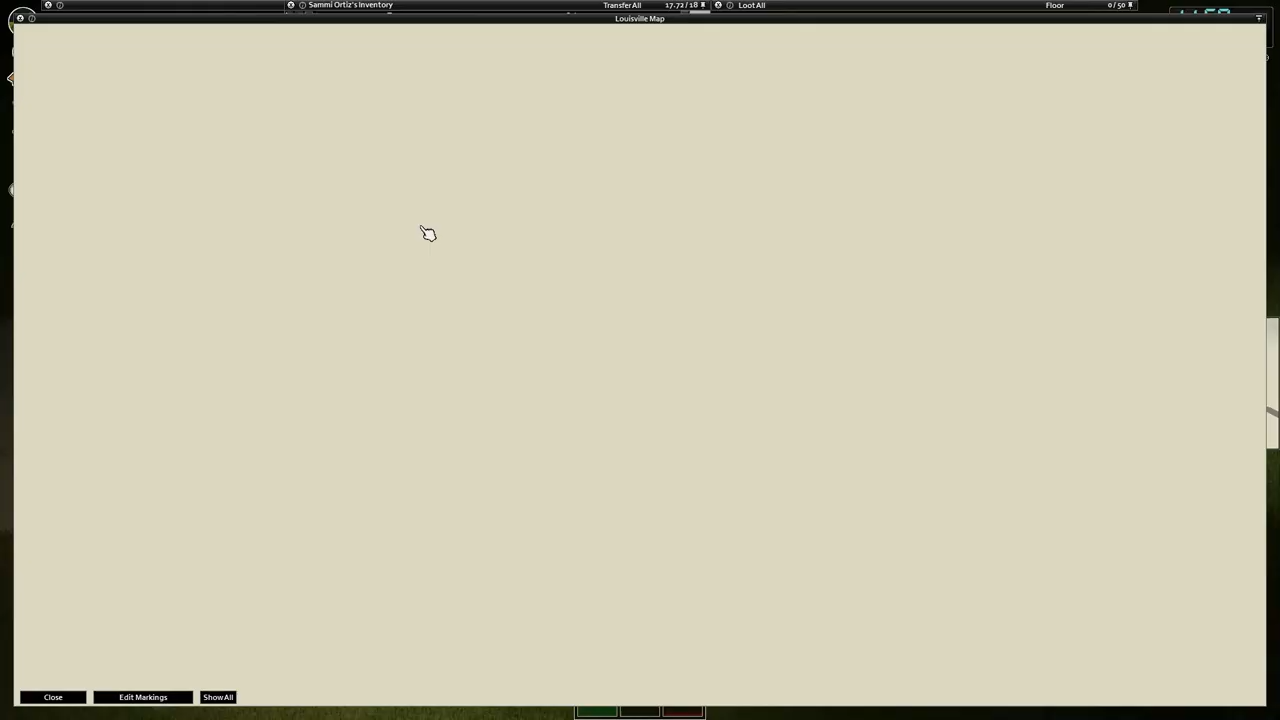 Sammi Ortiz's Inventory
Transfer All
17.72 / 18
Loot All
Floor
0 / 50
Louisville Map
Close
Edit Markings
Show All